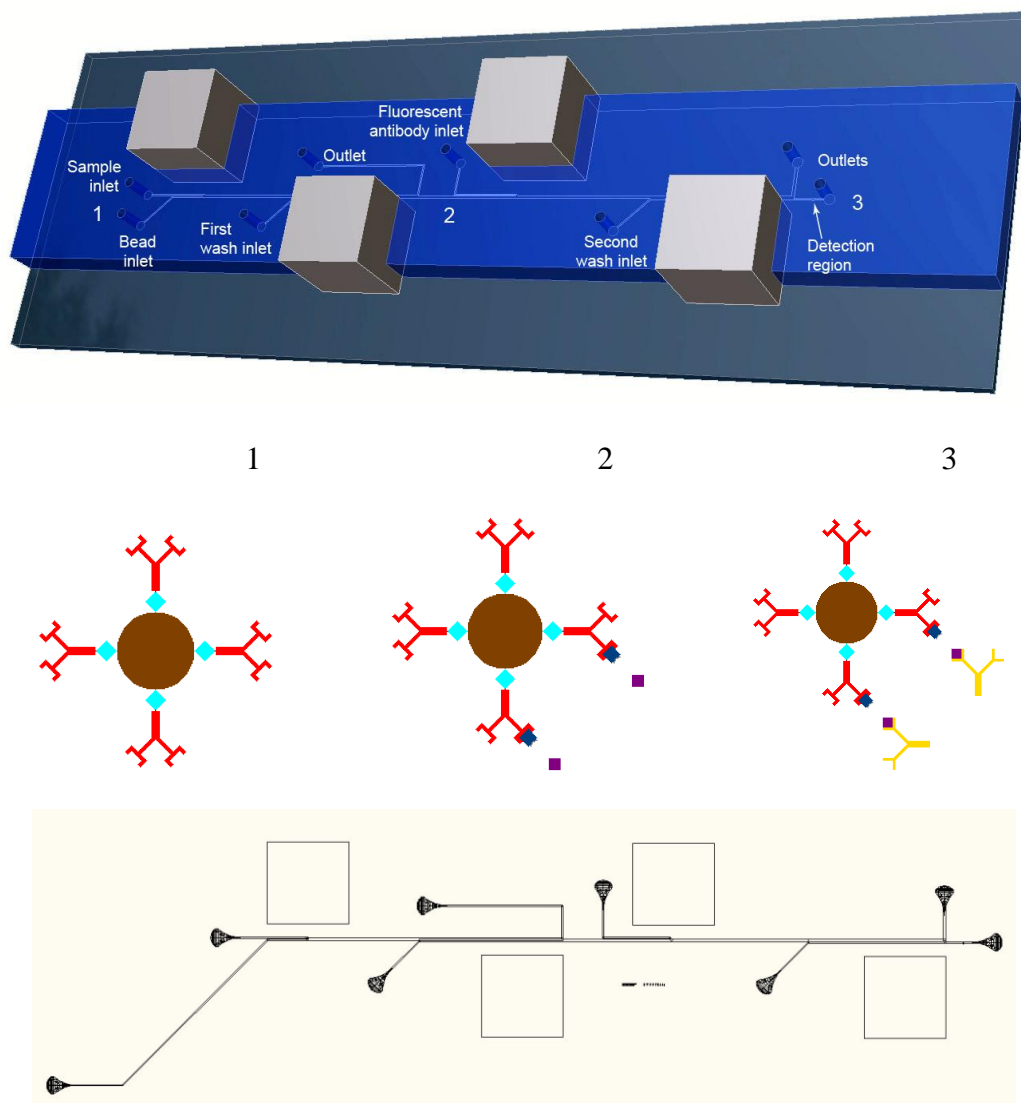 Fluorescent
antibody inlet
Outlet
Outlets
Sample
inlet
1
2
3
Bead
inlet
First
wash inlet
Second
wash inlet
Detection
region
1 2 3